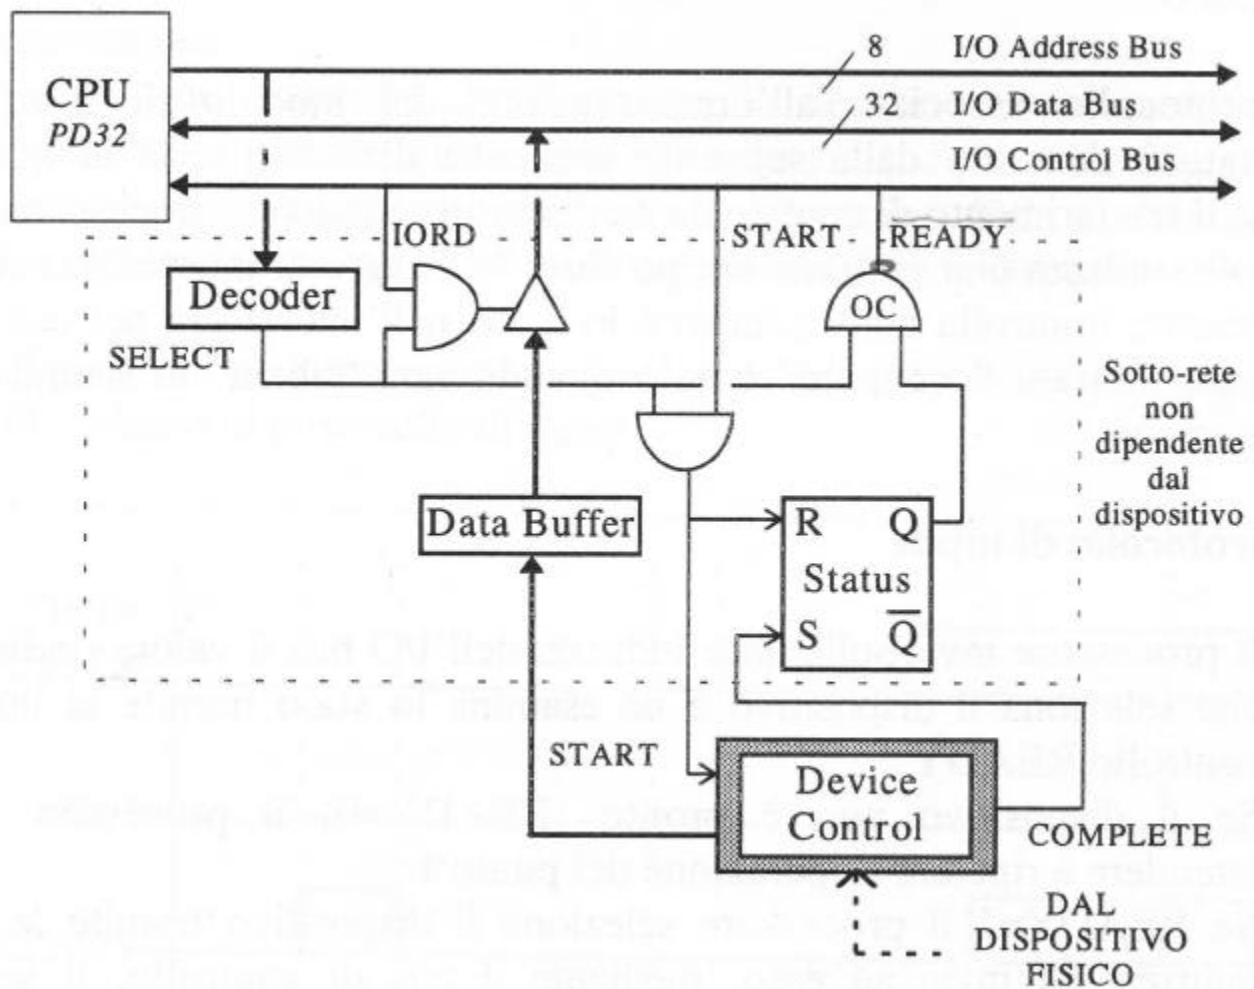 CPU
PD32
8 I/O Address Bus
32 I/O Data Bus
I/O Control Bus
IORD
START
READY
Decoder
OC
SELECT
Sotto-rete
non
dipendente
dal
dispositivo
Data Buffer
R Q
Status
S Q̅
START
Device
Control
COMPLETE
DAL
DISPOSITIVO
FISICO